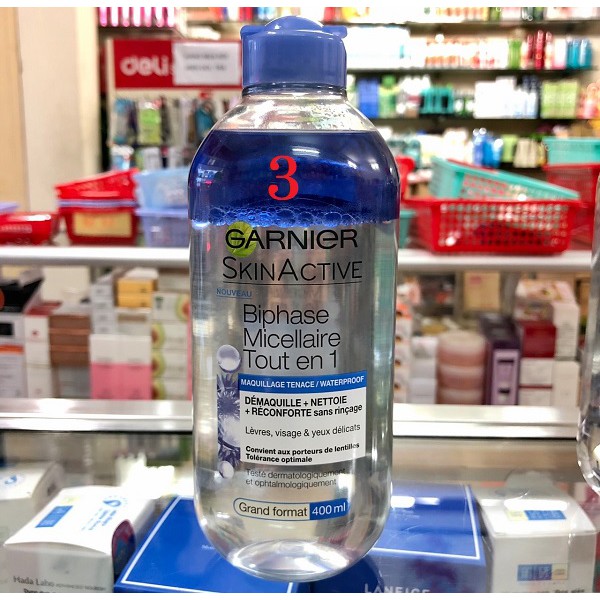 deli
3
GARNIER
SKINACTIVE
NOUVEAU
Biphase
Micellaire
Tout en 1
MAQUILLAGE TENACE / WATERPROOF
DÉMAQUILLE + NETTOIE
+ RÉCONFORTE sans rinçage
Lèvres, visage & yeux délicats
Convient aux porteurs de lentilles
Tolérance optimale
Testé dermatologiquement
et ophtalmologiquement
Grand format 400 ml
Hada Labo
LANEIGE